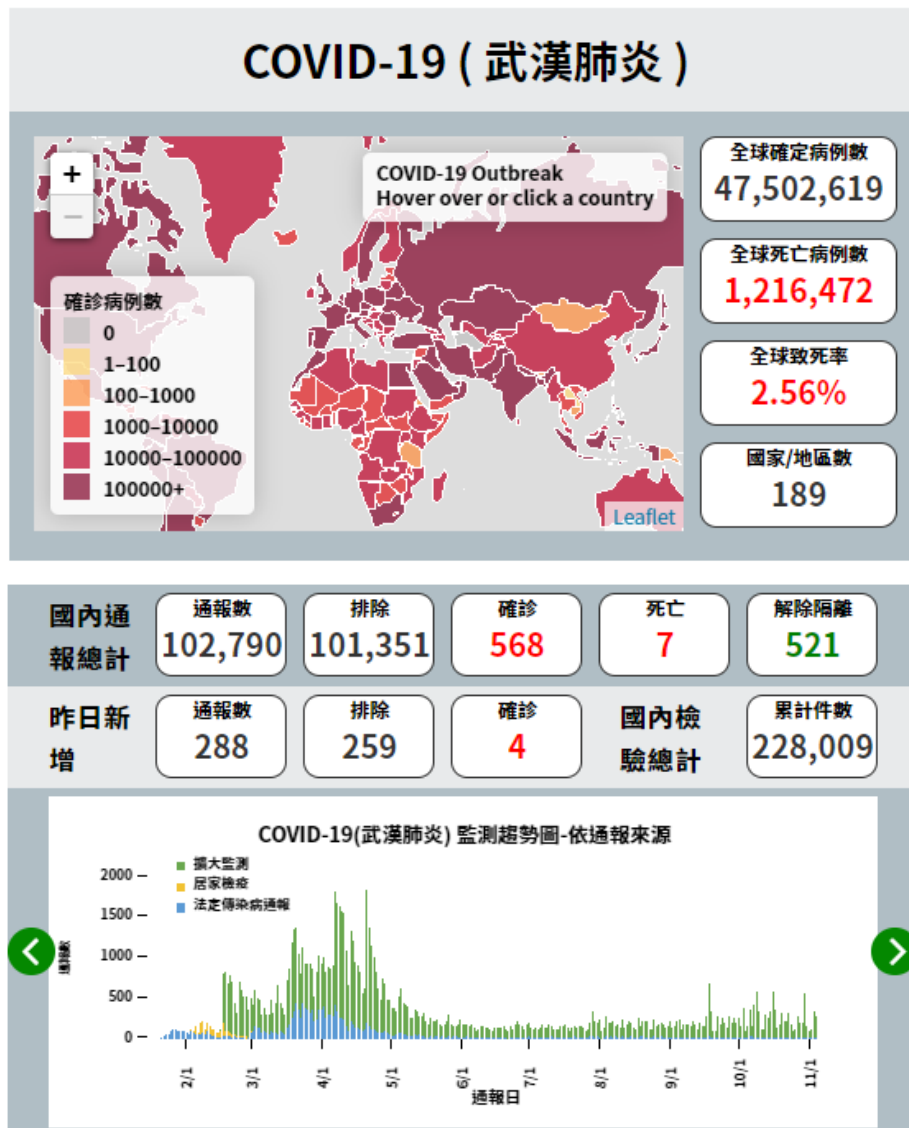 COVID-19 ( 武漢肺炎 )
+
−
COVID-19 Outbreak
Hover over or click a country
確診病例數
0
1–100
100–1000
1000–10000
10000–100000
100000+
Leaflet
全球確定病例數
47,502,619
全球死亡病例數
1,216,472
全球致死率
2.56%
國家/地區數
189
國內通
報總計
通報數
102,790
排除
101,351
確診
568
死亡
7
解除隔離
521
昨日新
增
通報數
288
排除
259
確診
4
國內檢
驗總計
累計件數
228,009
COVID-19(武漢肺炎) 監測趨勢圖-依通報來源
擴大監測
居家檢疫
法定傳染病通報
通報數
2000
1500
1000
500
0
2/1
3/1
4/1
5/1
6/1
7/1
8/1
9/1
10/1
11/1
通報日